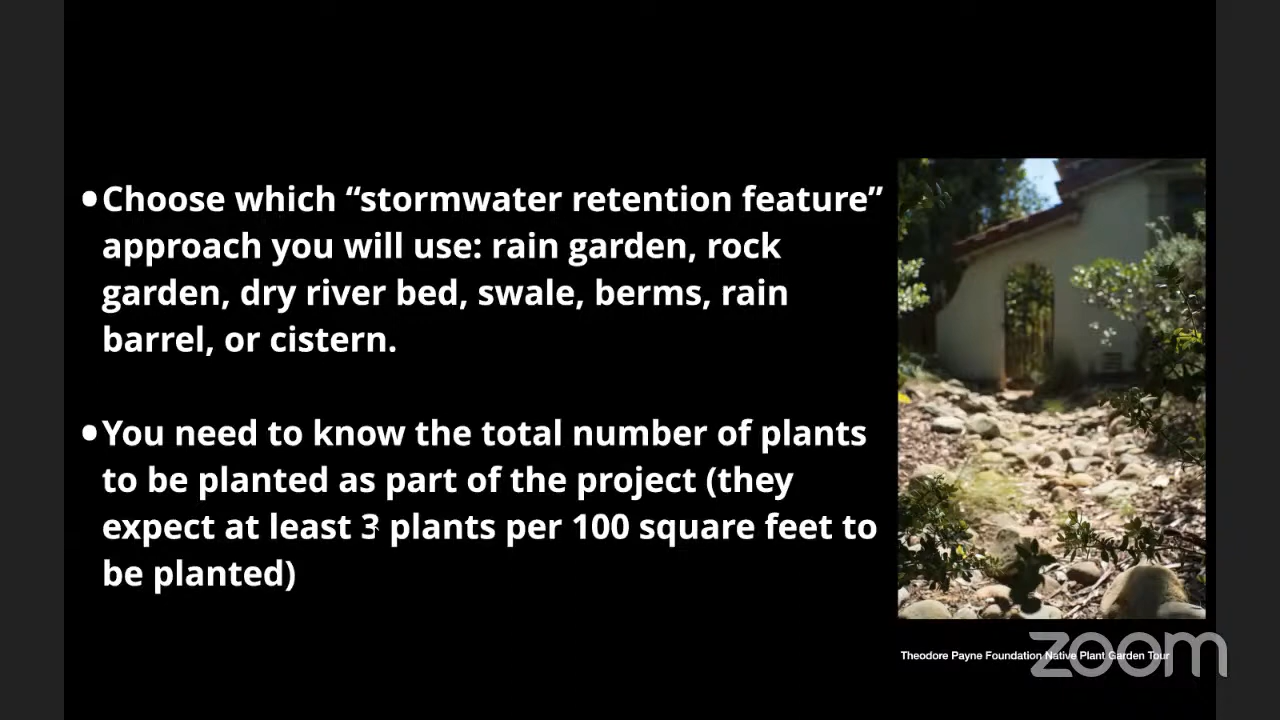 •Choose which “stormwater retention feature”
approach you will use: rain garden, rock
garden, dry river bed, swale, berms, rain
barrel, or cistern.
•You need to know the total number of plants
to be planted as part of the project (they
expect at least 3 plants per 100 square feet to
be planted)
Theodore Payne Foundation Native Plant Garden Tour
zoom